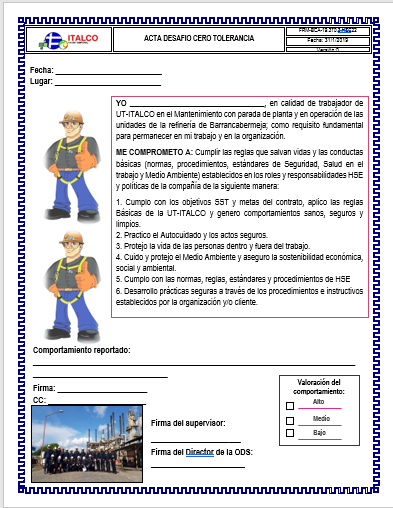 ITALCO
ACTA DESAFIO CERO TOLERANCIA
Fecha: 31/1/2019
Versión 0
Fecha:
Lugar:
YO , en calidad de trabajador de
UT-ITALCO en el Mantenimiento con parada de planta y en operación de las
unidades de la refinería de Barrancabermeja; como requisito fundamental
para permanecer en mi trabajo y en la organización.
ME COMPROMETO A: Cumplir las reglas que salvan vidas y las conductas
básicas (normas, procedimientos, estándares de Seguridad, Salud en el
trabajo y Medio Ambiente) establecidos en los roles y responsabilidades HSE
y políticas de la compañía de la siguiente manera:
1. Cumplo con los objetivos SST y metas del contrato, aplico las reglas
Básicas de la UT-ITALCO y genero comportamientos sanos, seguros y
limpios.
2. Practico el Autocuidado y los actos seguros.
3. Protejo la vida de las personas dentro y fuera del trabajo.
4. Cuido y protejo el Medio Ambiente y aseguro la sostenibilidad económica,
social y ambiental.
5. Cumplo con las normas, reglas, estándares y procedimientos de HSE
6. Desarrollo prácticas seguras a través de los procedimientos e instructivos
establecidos por la organización y/o cliente.
Comportamiento reportado:
Firma:
CC:
Valoración del
comportamiento:
Alto
Medio
Bajo
Firma del supervisor:
Firma del Director de la ODS: